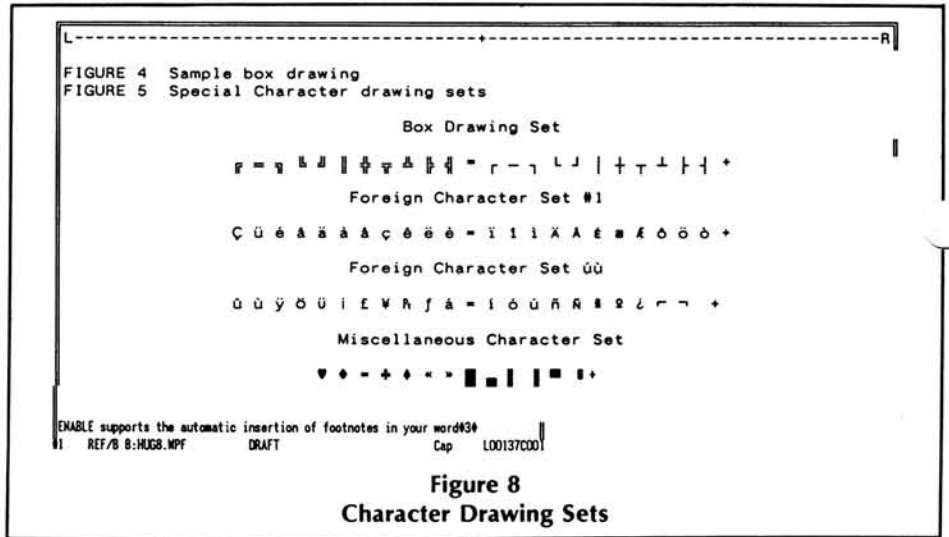 L----------------------------------------+----------------------------------------R
FIGURE 4 Sample box drawing
FIGURE 5 Special Character drawing sets
Box Drawing Set
╔ ═ ╗ ╚ ╝ ║ ╬ ╦ ╩ ╠ ╣ = ┌ ─ ┐ └ ┘ │ ┼ ┬ ┴ ├ ┤ +
Foreign Character Set #1
Ç ü é â ä à å ç ê ë è = ï î ì Ä Å É æ Æ ô ö ò +
Foreign Character Set úù
û ù ÿ Ö Ü £ ¥ ƒ á = í ó ú ñ Ñ ª º ¿ ⌐ ¬ +
Miscellaneous Character Set
♥ ♦ = ♣ ♦ « » █ ▄ ▌ ▐ ▀ +
ENABLE supports the automatic insertion of footnotes in your word♦3♦
#1 REF/B B:HUG8.WPF DRAFT Cap L00137C001
Figure 8
Character Drawing Sets